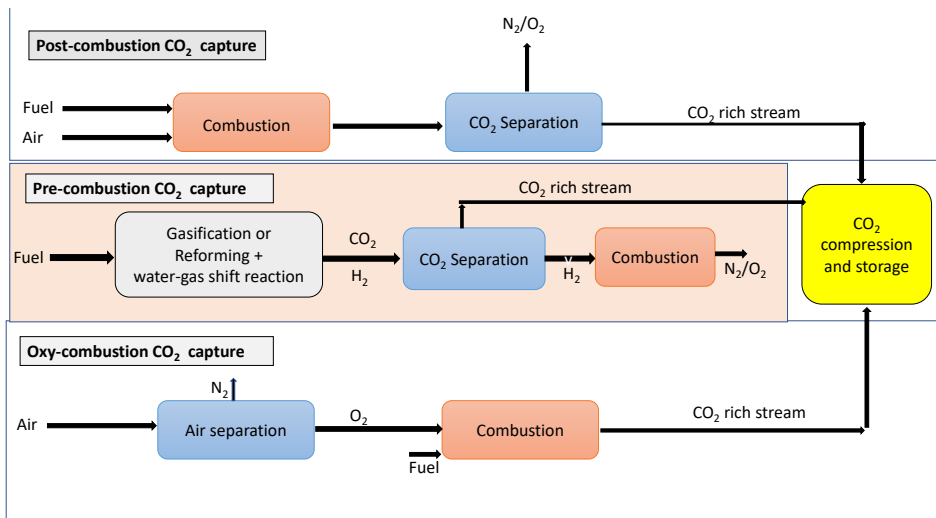 Post-combustion CO₂ capture
N₂/O₂
Fuel
Air
Combustion
CO₂ Separation
CO₂ rich stream
Pre-combustion CO₂ capture
CO₂ rich stream
Fuel
Gasification or
Reforming +
water-gas shift reaction
CO₂
H₂
CO₂ Separation
H₂
Combustion
N₂/O₂
CO₂
compression
and storage
Oxy-combustion CO₂ capture
N₂
Air
Air separation
O₂
Fuel
Combustion
CO₂ rich stream